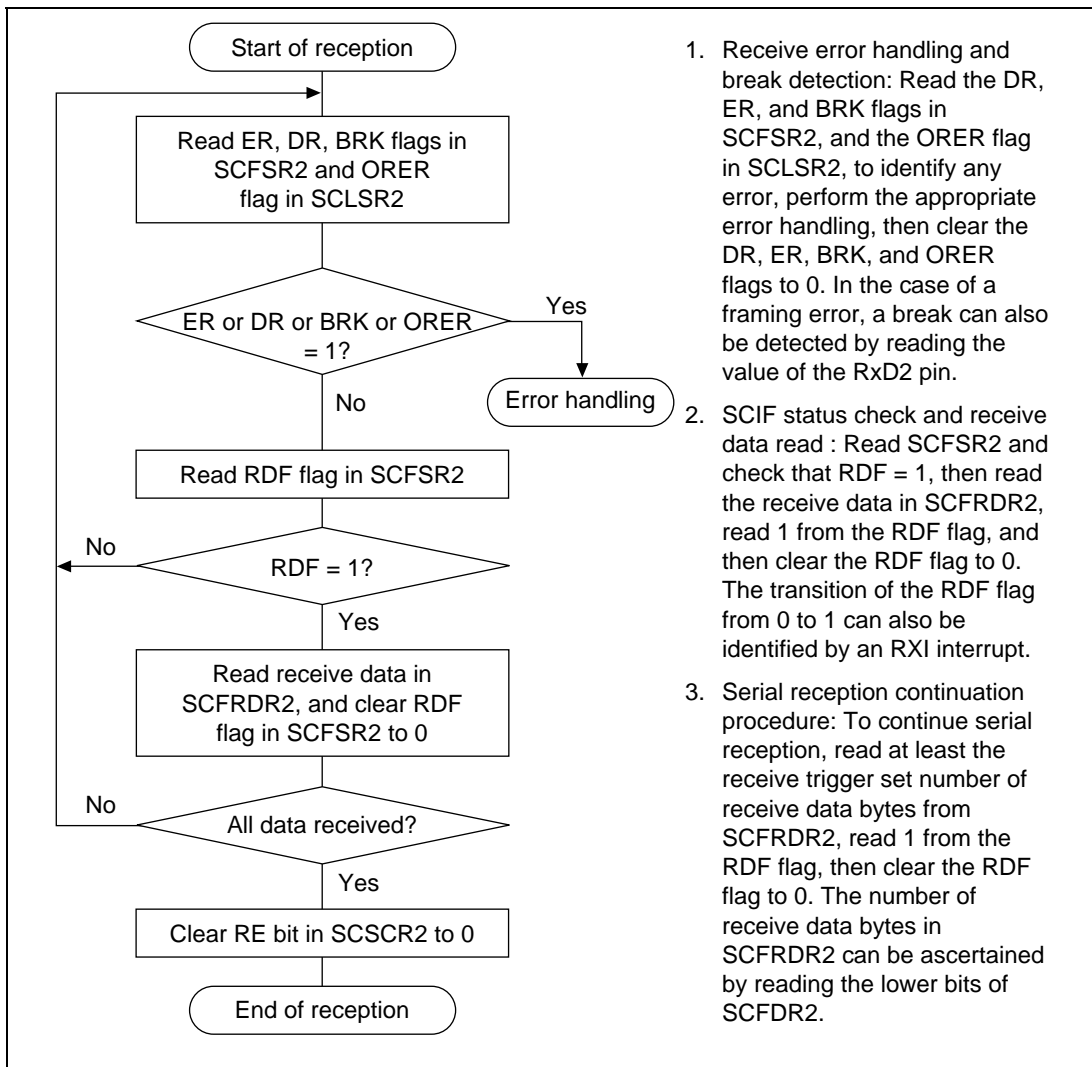 Start of reception
Read ER, DR, BRK flags in
SCFSR2 and ORER
flag in SCLSR2
ER or DR or BRK or ORER
= 1?
Yes
Error handling
No
Read RDF flag in SCFSR2
No
RDF = 1?
Yes
Read receive data in
SCFRDR2, and clear RDF
flag in SCFSR2 to 0
No
All data received?
Yes
Clear RE bit in SCSCR2 to 0
End of reception
1. Receive error handling and
break detection: Read the DR,
ER, and BRK flags in
SCFSR2, and the ORER flag
in SCLSR2, to identify any
error, perform the appropriate
error handling, then clear the
DR, ER, BRK, and ORER
flags to 0. In the case of a
framing error, a break can also
be detected by reading the
value of the RxD2 pin.
2. SCIF status check and receive
data read : Read SCFSR2 and
check that RDF = 1, then read
the receive data in SCFRDR2,
read 1 from the RDF flag, and
then clear the RDF flag to 0.
The transition of the RDF flag
from 0 to 1 can also be
identified by an RXI interrupt.
3. Serial reception continuation
procedure: To continue serial
reception, read at least the
receive trigger set number of
receive data bytes from
SCFRDR2, read 1 from the
RDF flag, then clear the RDF
flag to 0. The number of
receive data bytes in
SCFRDR2 can be ascertained
by reading the lower bits of
SCFDR2.